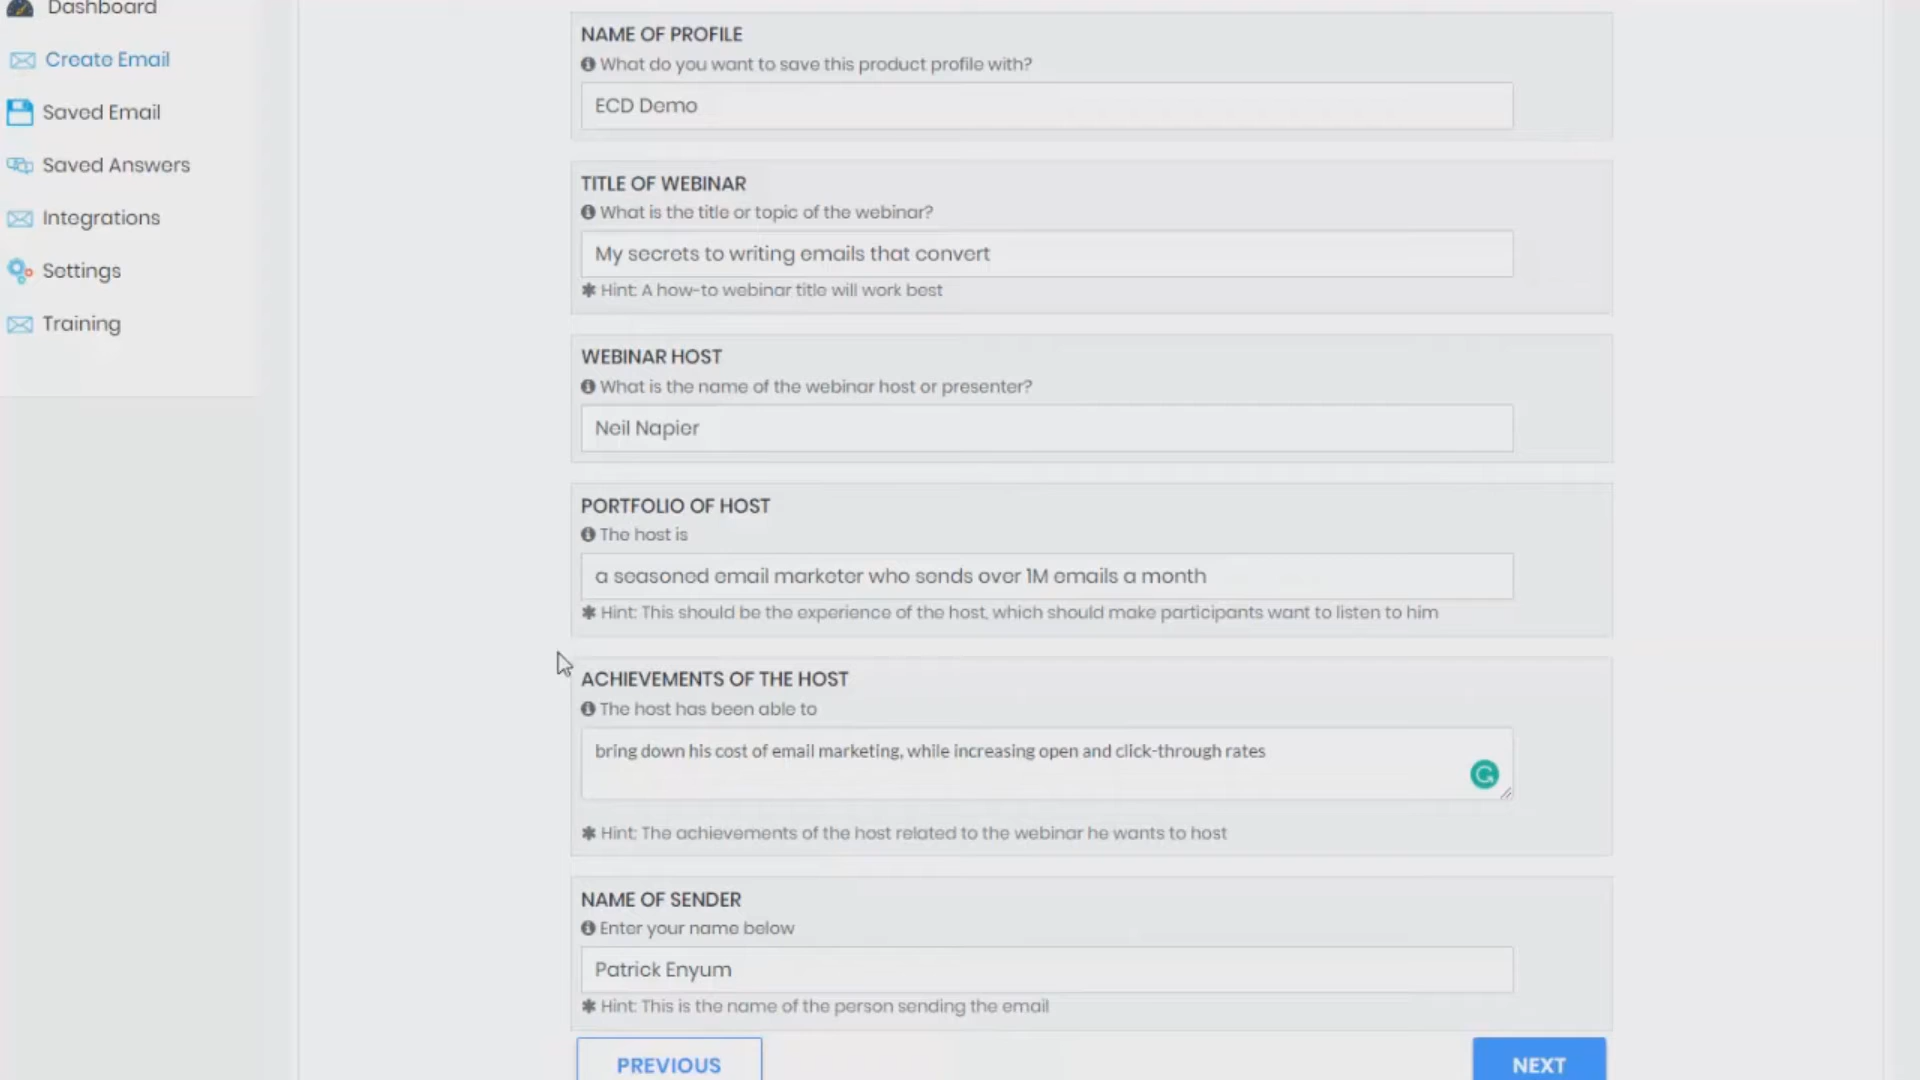 Dashboard
Create Email
Saved Email
Saved Answers
Integrations
Settings
Training
NAME OF PROFILE
What do you want to save this product profile with?
ECD Demo
TITLE OF WEBINAR
What is the title or topic of the webinar?
My secrets to writing emails that convert
✱ Hint: A how-to webinar title will work best
WEBINAR HOST
What is the name of the webinar host or presenter?
Neil Napier
PORTFOLIO OF HOST
The host is
a seasoned email marketer who sends over 1M emails a month
✱ Hint: This should be the experience of the host, which should make participants want to listen to him
ACHIEVEMENTS OF THE HOST
The host has been able to
bring down his cost of email marketing, while increasing open and click-through rates
✱ Hint: The achievements of the host related to the webinar he wants to host
NAME OF SENDER
Enter your name below
Patrick Enyum
✱ Hint: This is the name of the person sending the email
PREVIOUS
NEXT